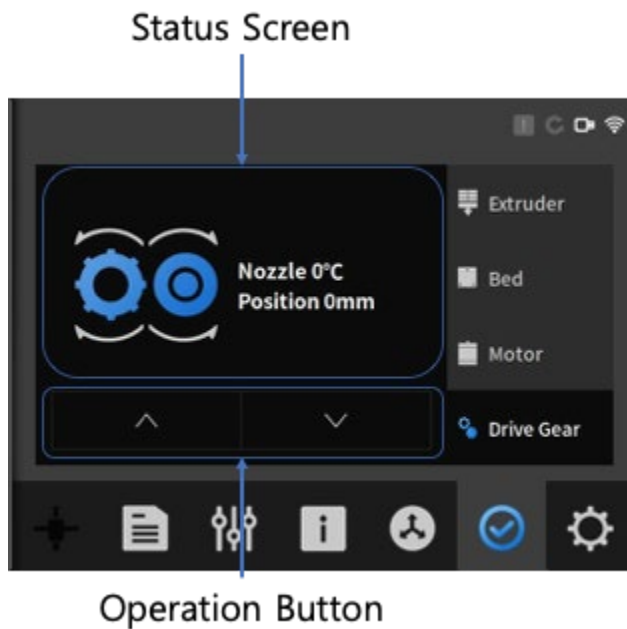 Status Screen
Extruder
Nozzle 0°C
Position 0mm
Bed
Motor
Drive Gear
Operation Button